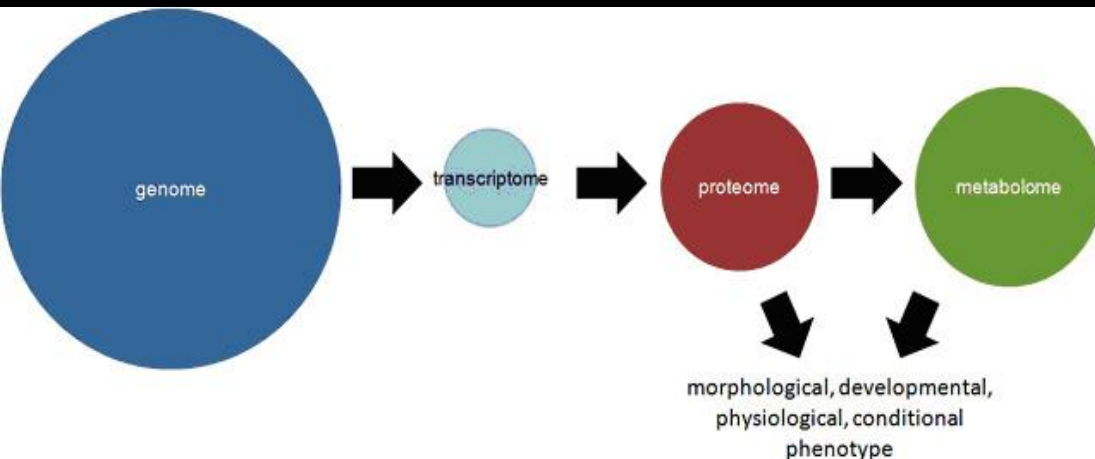 genome
transcriptome
proteome
metabolome
morphological, developmental,
physiological, conditional
phenotype